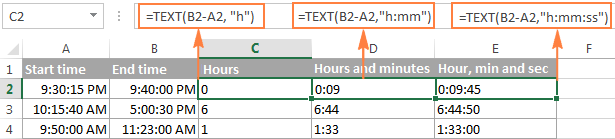 C2 =TEXT(B2-A2, "h") =TEXT(B2-A2,"h:mm") =TEXT(B2-A2,"h:mm:ss")
A B C D E F
1 Start time End time Hours Hours and minutes Hour, min and sec
2 9:30:15 PM 9:40:00 PM 0 0:09 0:09:45
3 10:15:40 AM 5:00:30 PM 6 6:44 6:44:50
4 9:50:00 AM 11:23:00 AM 1 1:33 1:33:00